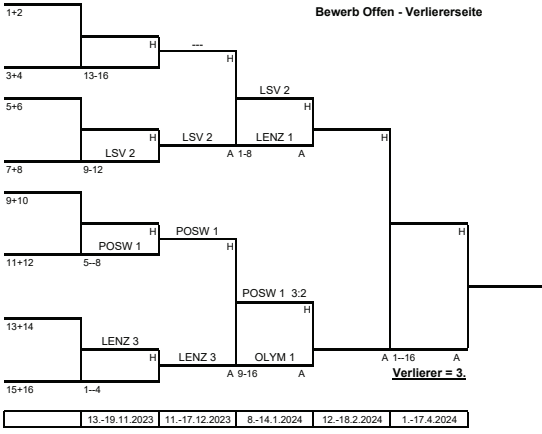 Bewerb Offen - Verliererseite
1+2
H ---
H
3+4 13-16
LSV 2
5+6 H
H LSV 2 LENZ 1 H
LSV 2
7+8 9-12 A 1-8 A
9+10
H POSW 1 H
POSW 1 H
11+12 5--8
POSW 1 3:2
13+14 H
LENZ 3
H LENZ 3 OLYM 1 A 1--16 A
15+16 1--4 A 9-16 A Verlierer = 3.
13.-19.11.2023 11.-17.12.2023 8.-14.1.2024 12.-18.2.2024 1.-17.4.2024